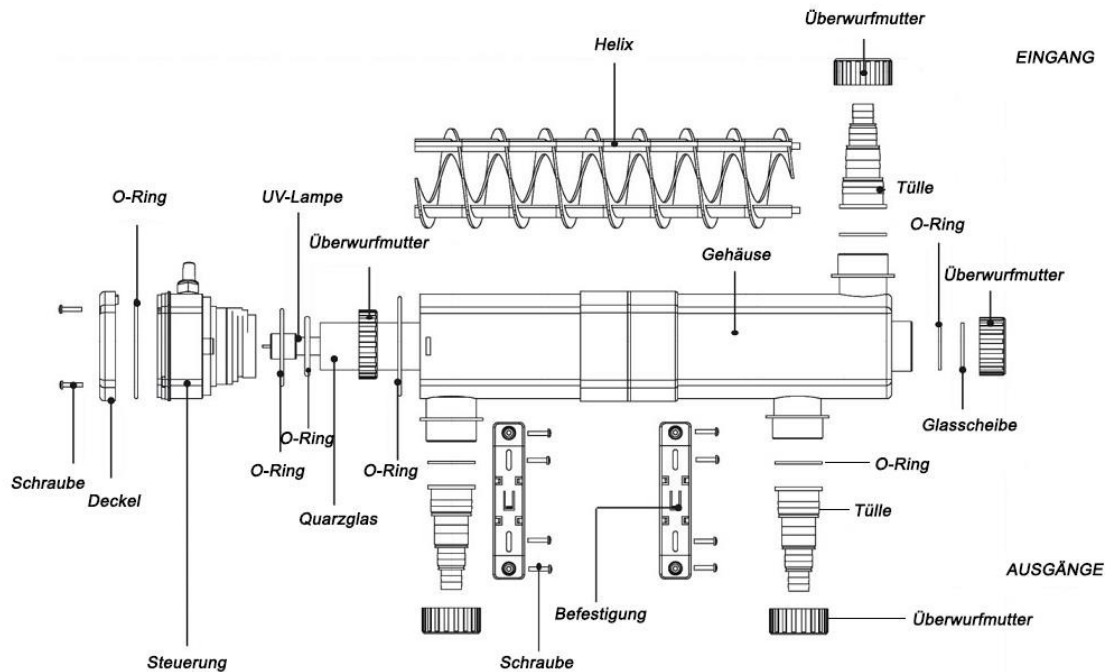 Überwurfmutter
Helix
EINGANG
O-Ring
UV-Lampe
Tülle
Überwurfmutter
O-Ring
Gehäuse
Überwurfmutter
Glasscheibe
O-Ring
O-Ring
O-Ring
O-Ring
Schraube
Deckel
Quarzglas
Tülle
AUSGÄNGE
Befestigung
Überwurfmutter
Steuerung
Schraube